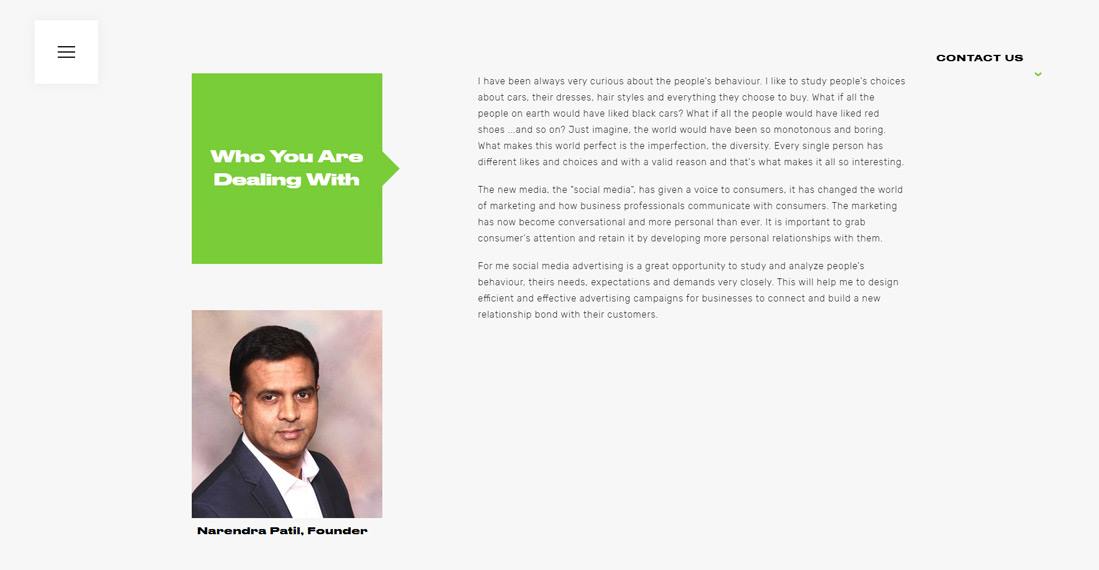 CONTACT US
Who You Are
Dealing With
I have been always very curious about the people's behaviour. I like to study people's choices
about cars, their dresses, hair styles and everything they choose to buy. What if all the
people on earth would have liked black cars? What if all the people would have liked red
shoes ...and so on? Just imagine, the world would have been so monotonous and boring.
What makes this world perfect is the imperfection, the diversity. Every single person has
different likes and choices and with a valid reason and that's what makes it all so interesting.
The new media, the "social media", has given a voice to consumers, it has changed the world
of marketing and how business professionals communicate with consumers. The marketing
has now become conversational and more personal than ever. It is important to grab
consumer's attention and retain it by developing more personal relationships with them.
For me social media advertising is a great opportunity to study and analyze people's
behaviour, theirs needs, expectations and demands very closely. This will help me to design
efficient and effective advertising campaigns for businesses to connect and build a new
relationship bond with their customers.
Narendra Patil, Founder